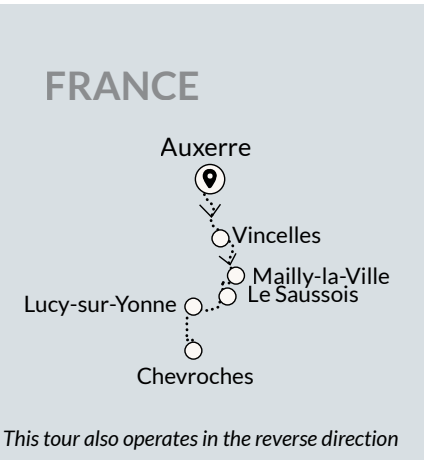 FRANCE
Auxerre
Vincelles
Mailly-la-Ville
Le Saussois
Lucy-sur-Yonne
Chevroches
This tour also operates in the reverse direction